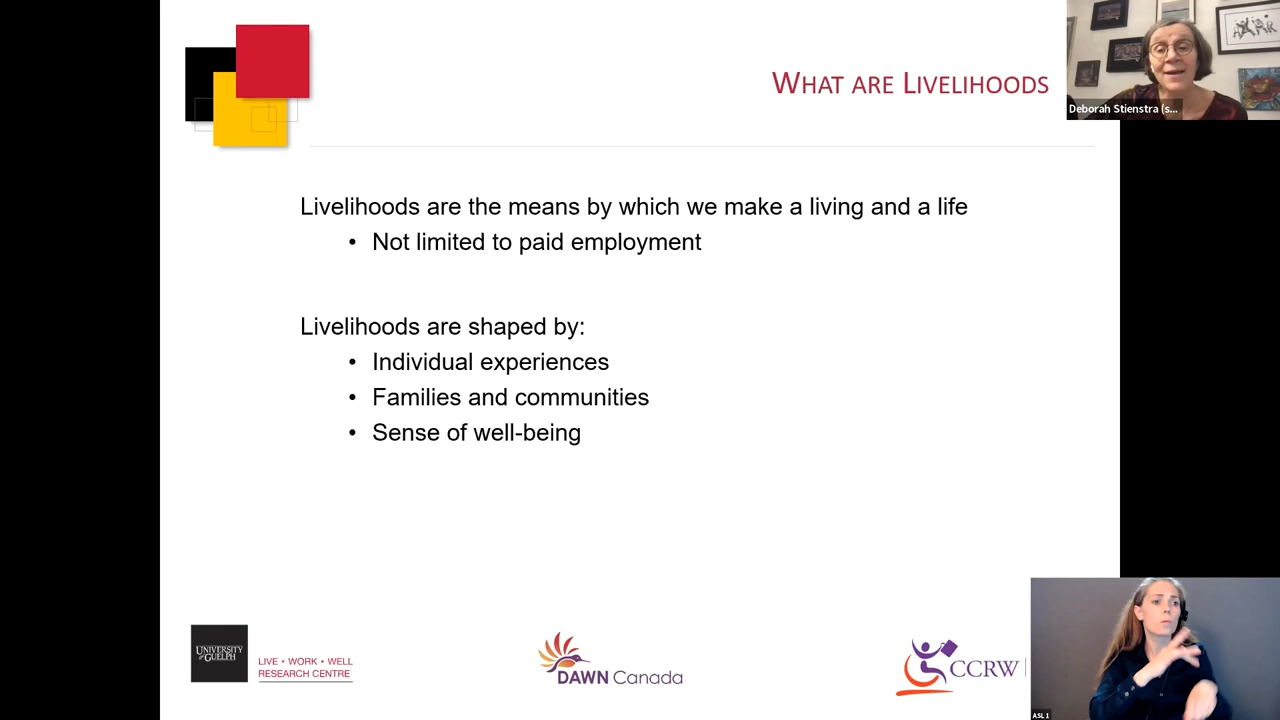 WHAT ARE LIVELIHOODS
Deborah Stienstra (s...
Livelihoods are the means by which we make a living and a life
• Not limited to paid employment
Livelihoods are shaped by:
• Individual experiences
• Families and communities
• Sense of well-being
UNIVERSITY
of GUELPH
LIVE • WORK • WELL
RESEARCH CENTRE
DAWN Canada
CCRW
ASL 1